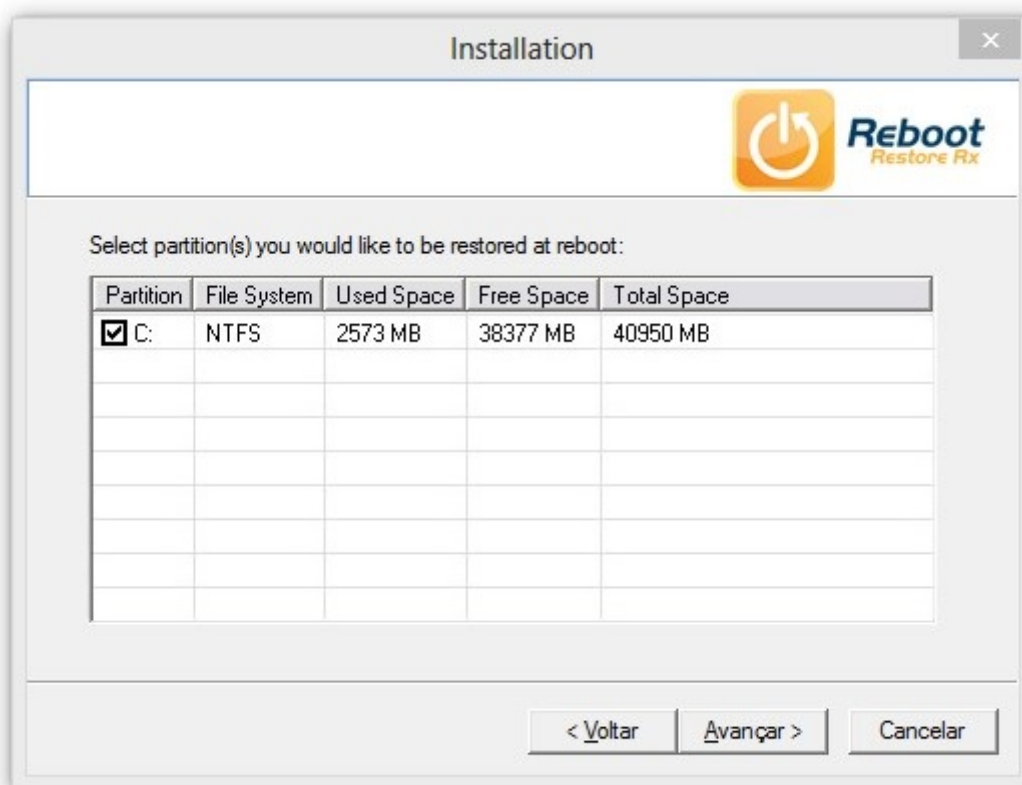 Installation
Reboot
Restore Rx
Select partition(s) you would like to be restored at reboot:
Partition File System Used Space Free Space Total Space
C: NTFS 2573 MB 38377 MB 40950 MB
< Voltar Avançar > Cancelar